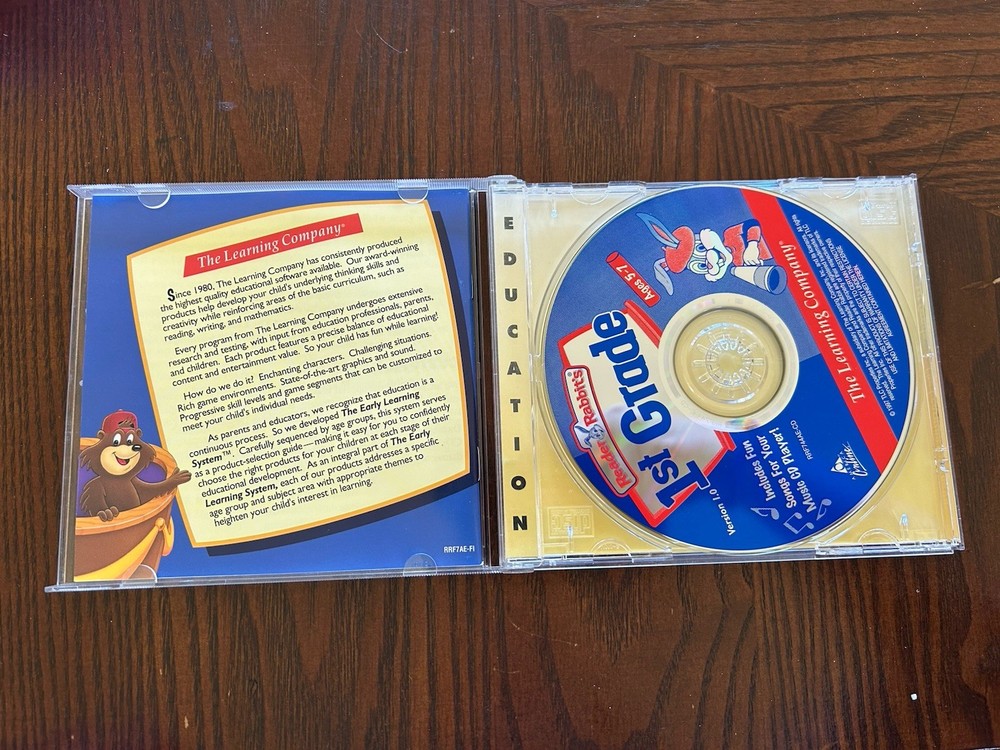 The Learning Company®
Since 1980, The Learning Company has consistently produced
the highest quality educational software available. Our award-winning
products help develop your child's underlying thinking skills and
creativity while reinforcing areas of the basic curriculum, such as
reading, writing, and mathematics.
Every program from The Learning Company undergoes extensive
research and testing, with input from education professionals, parents,
and children. Each product features a precise balance of educational
content and entertainment value. So your child has fun while learning!
How do we do it? Enchanting characters. Challenging situations.
Rich game environments. State-of-the-art graphics and sound.
Progressive skill levels and game segments that can be customized to
meet your child's individual needs.
As parents and educators, we recognize that education is a
continuous process. So we developed The Early Learning
System™. Carefully sequenced by age groups, this system serves
as a product-selection guide—making it easy for you to confidently
choose the right products for your children at each stage of their
educational development. As an integral part of The Early
Learning System, each of our products addresses a specific
age group and subject area with appropriate themes to
heighten your child's interest in learning.
RRF7AE-FI
EDUCATION
Ages 5-7
Reader Rabbit's®
1st Grade
Version 1.0
Includes Fun
Songs For Your
Music CD Player!
RRF744AE-CD
The Learning Company®